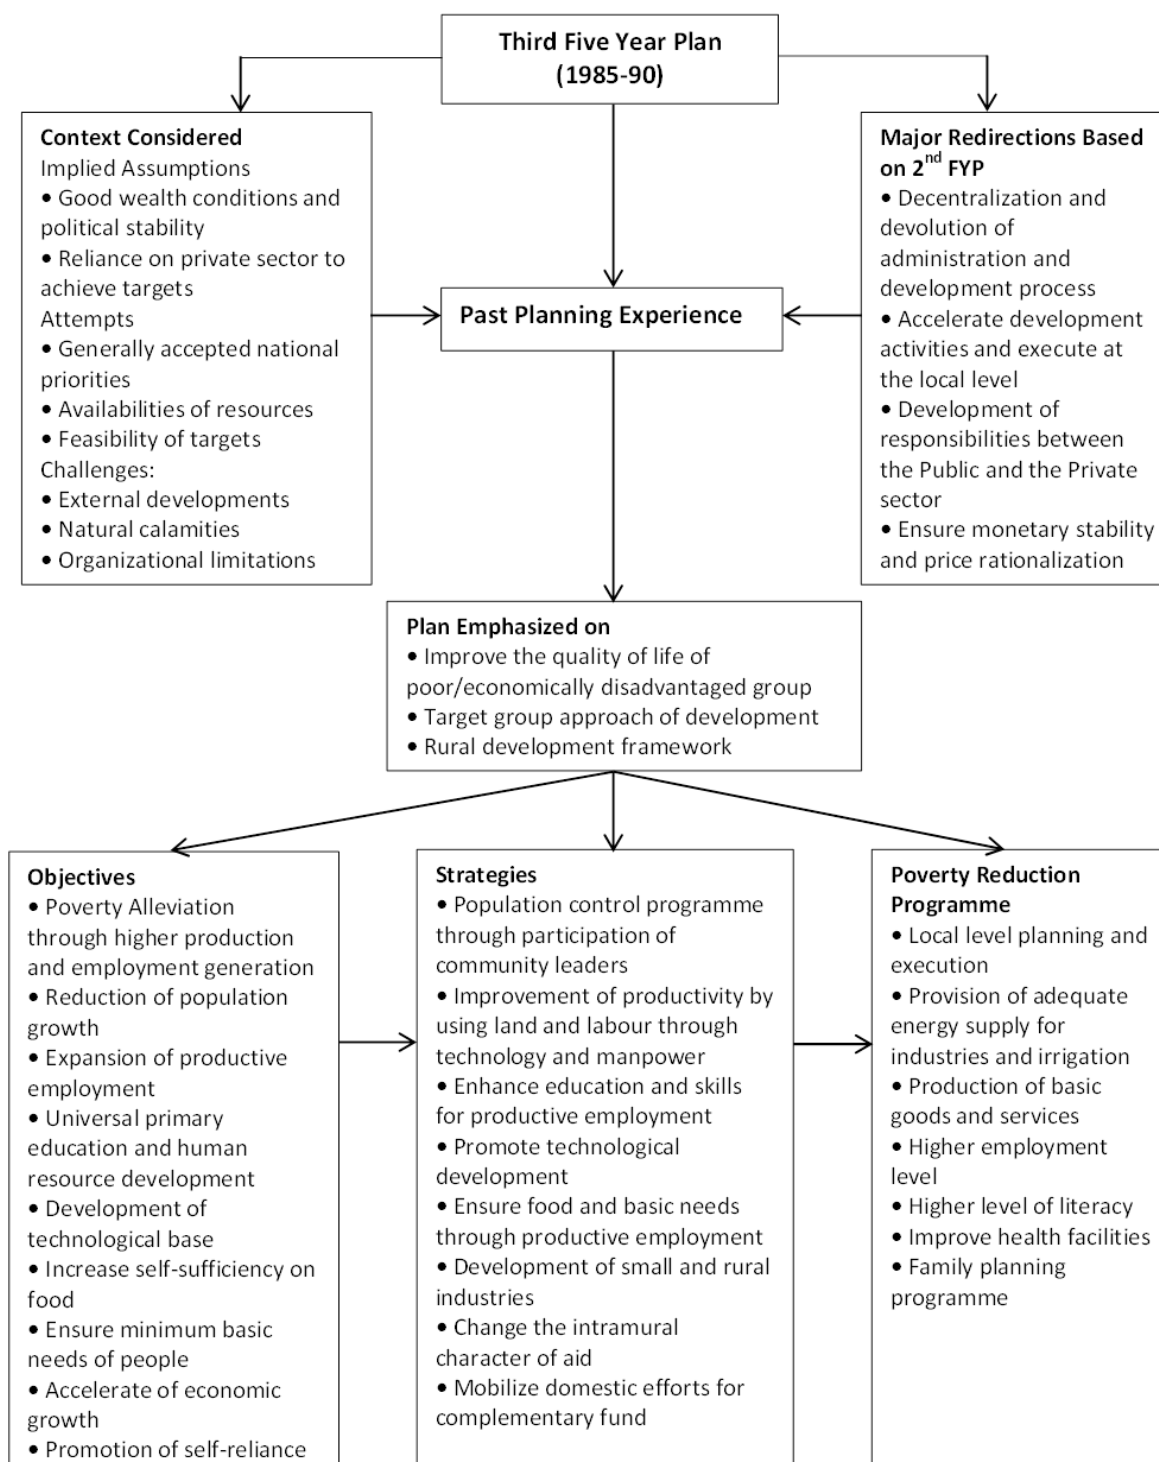 Third Five Year Plan
(1985-90)
Context Considered
Implied Assumptions
• Good wealth conditions and
political stability
• Reliance on private sector to
achieve targets
Attempts
• Generally accepted national
priorities
• Availabilities of resources
• Feasibility of targets
Challenges:
• External developments
• Natural calamities
• Organizational limitations
Past Planning Experience
Major Redirections Based
on 2nd FYP
• Decentralization and
devolution of
administration and
development process
• Accelerate development
activities and execute at
the local level
• Development of
responsibilities between
the Public and the Private
sector
• Ensure monetary stability
and price rationalization
Plan Emphasized on
• Improve the quality of life of
poor/economically disadvantaged group
• Target group approach of development
• Rural development framework
Objectives
• Poverty Alleviation
through higher production
and employment generation
• Reduction of population
growth
• Expansion of productive
employment
• Universal primary
education and human
resource development
• Development of
technological base
• Increase self-sufficiency on
food
• Ensure minimum basic
needs of people
• Accelerate of economic
growth
• Promotion of self-reliance
Strategies
• Population control programme
through participation of
community leaders
• Improvement of productivity by
using land and labour through
technology and manpower
• Enhance education and skills
for productive employment
• Promote technological
development
• Ensure food and basic needs
through productive employment
• Development of small and rural
industries
• Change the intramural
character of aid
• Mobilize domestic efforts for
complementary fund
Poverty Reduction
Programme
• Local level planning and
execution
• Provision of adequate
energy supply for
industries and irrigation
• Production of basic
goods and services
• Higher employment
level
• Higher level of literacy
• Improve health facilities
• Family planning
programme